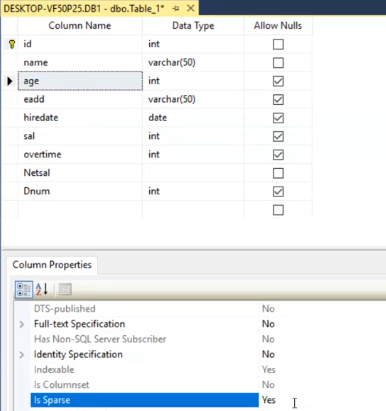 DESKTOP-VF50P25.DB1 - dbo.Table_1*
Column Name Data Type Allow Nulls
id int
name varchar(50)
age int
eadd varchar(50)
hiredate date
sal int
overtime int
Netsal
Dnum int
Column Properties
DTS-published No
Full-text Specification No
Has Non-SQL Server Subscriber No
Identity Specification No
Indexable Yes
Is Columnset No
Is Sparse Yes